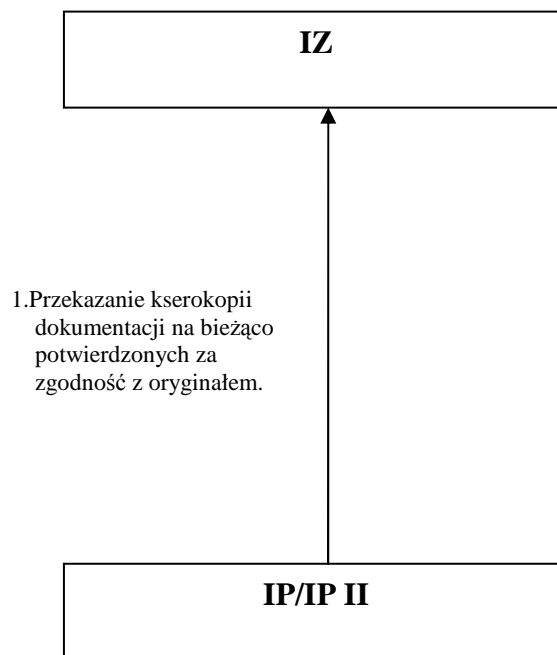 IZ
1.Przekazanie kserokopii
dokumentacji na bieżąco
potwierdzonych za
zgodność z oryginałem.
IP/IP II